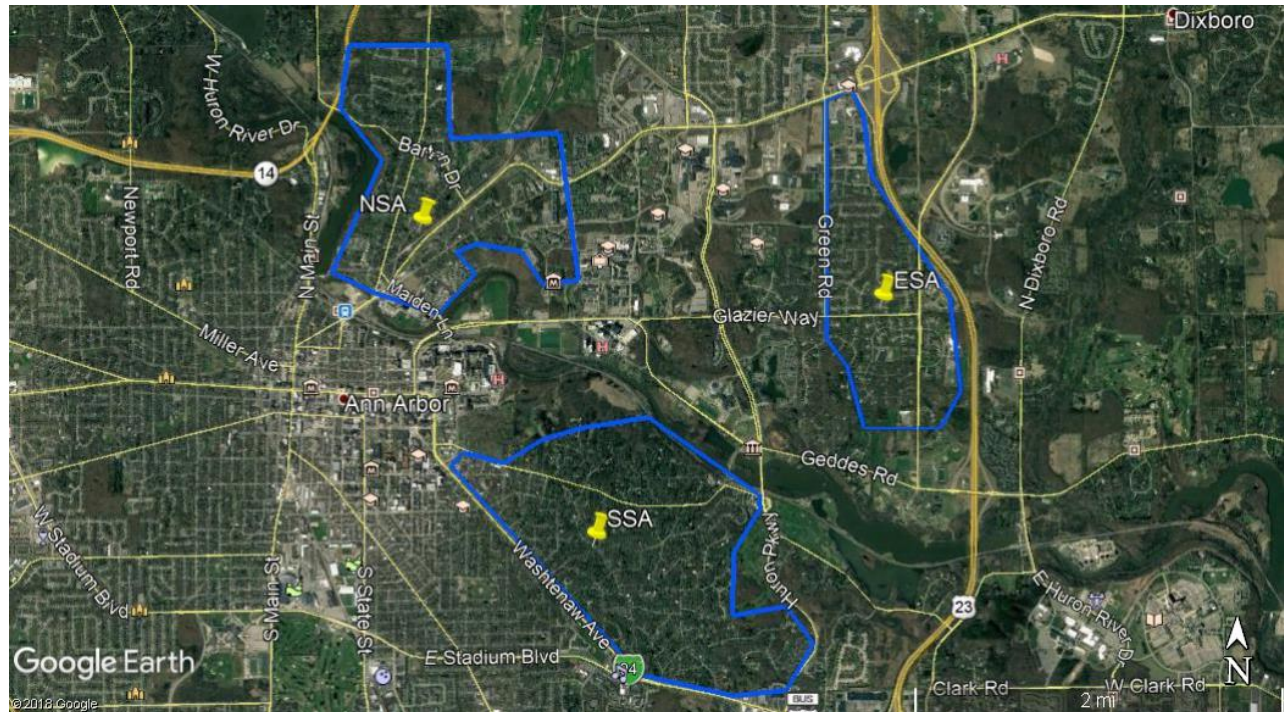 Dixboro
W Huron River Dr
Barton Dr
14
NSA
Newport Rd
N Main St
Green Rd
ESA
N Dixboro Rd
Maiden Ln
Glazier Way
Miller Ave
Ann Arbor
Geddes Rd
SSA
Huron Pkwy
W Stadium Blvd
S Main St
S State St
Washtenaw Ave
23
E Huron River Dr
E Stadium Blvd
94
Google Earth
N
BUS
Clark Rd
W Clark Rd
2 mi
©2018 Google